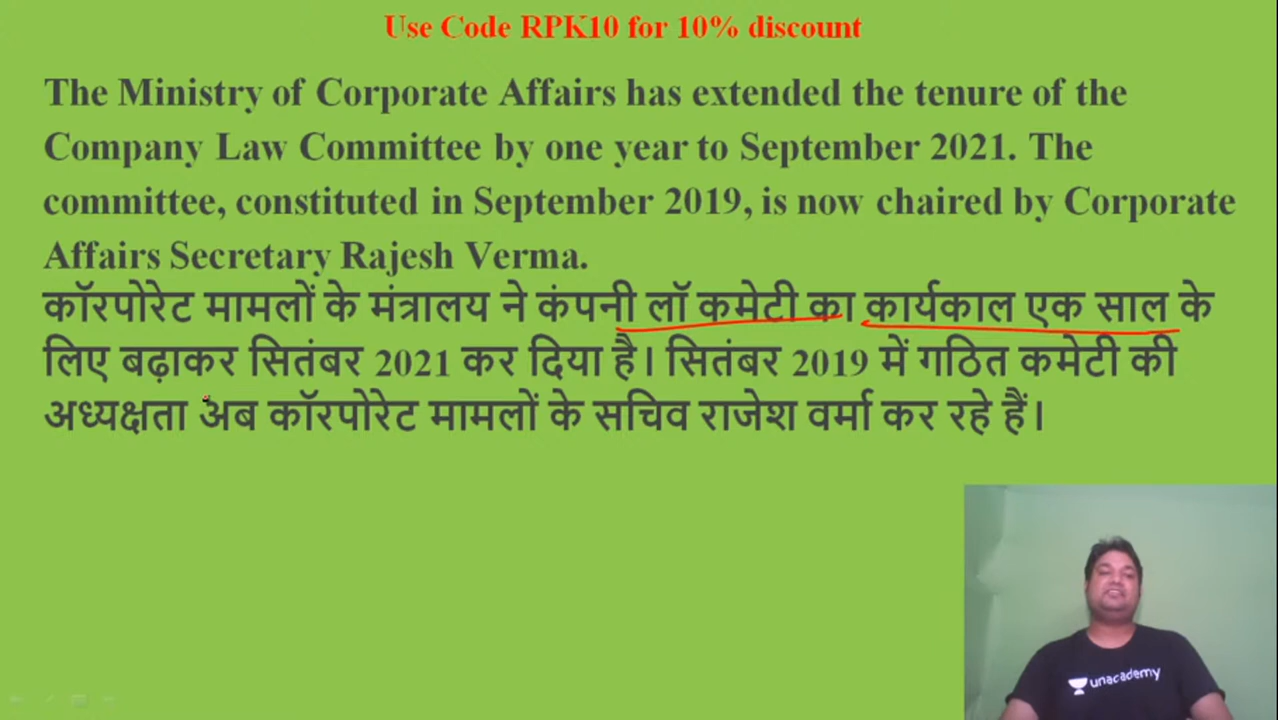 Use Code RPK10 for 10% discount
The Ministry of Corporate Affairs has extended the tenure of the
Company Law Committee by one year to September 2021. The
committee, constituted in September 2019, is now chaired by Corporate
Affairs Secretary Rajesh Verma.
कॉरपोरेट मामलों के मंत्रालय ने कंपनी लॉ कमेटी का कार्यकाल एक साल के
लिए बढ़ाकर सितंबर 2021 कर दिया है। सितंबर 2019 में गठित कमेटी की
अध्यक्षता अब कॉरपोरेट मामलों के सचिव राजेश वर्मा कर रहे हैं।
unacademy